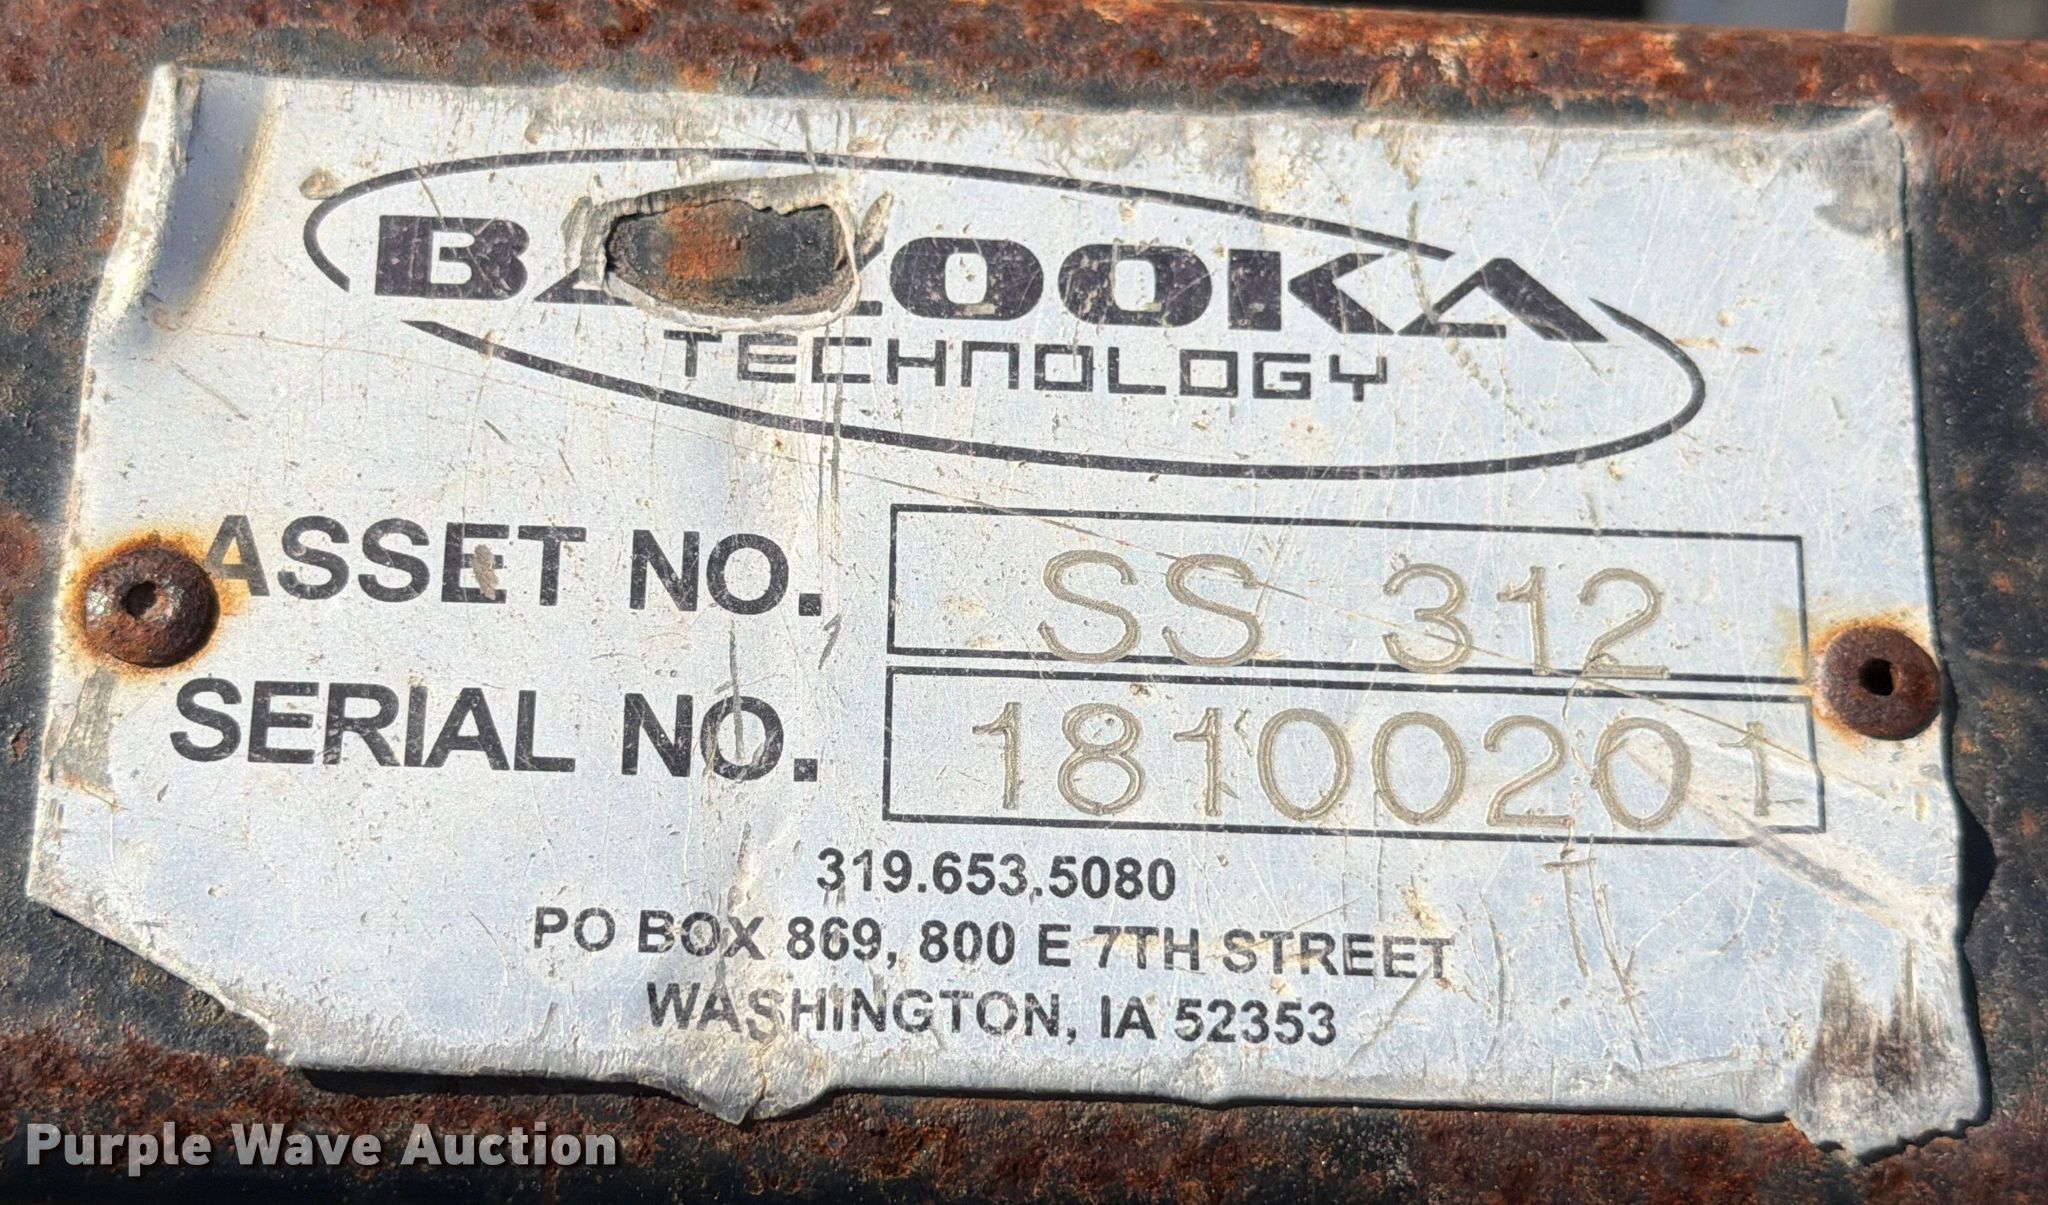 BAZOOKA
TECHNOLOGY
ASSET NO. SS 312
SERIAL NO. 18100201
319.653.5080
PO BOX 869, 800 E 7TH STREET
WASHINGTON, IA 52353
Purple Wave Auction